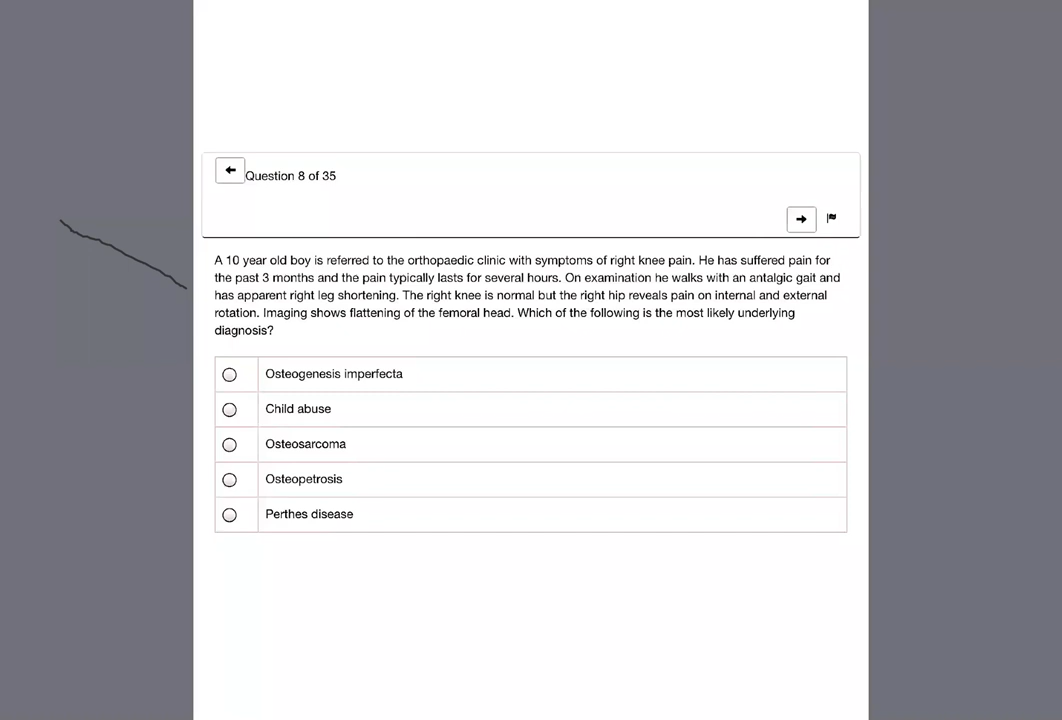 Question 8 of 35
A 10 year old boy is referred to the orthopaedic clinic with symptoms of right knee pain. He has suffered pain for
the past 3 months and the pain typically lasts for several hours. On examination he walks with an antalgic gait and
has apparent right leg shortening. The right knee is normal but the right hip reveals pain on internal and external
rotation. Imaging shows flattening of the femoral head. Which of the following is the most likely underlying
diagnosis?
Osteogenesis imperfecta
Child abuse
Osteosarcoma
Osteopetrosis
Perthes disease